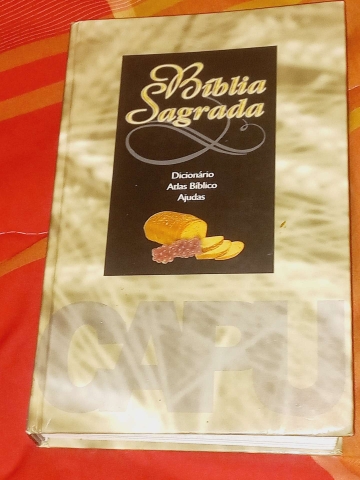 Bíblia
Sagrada
Dicionário
Atlas Bíblico
Ajudas
CAPU